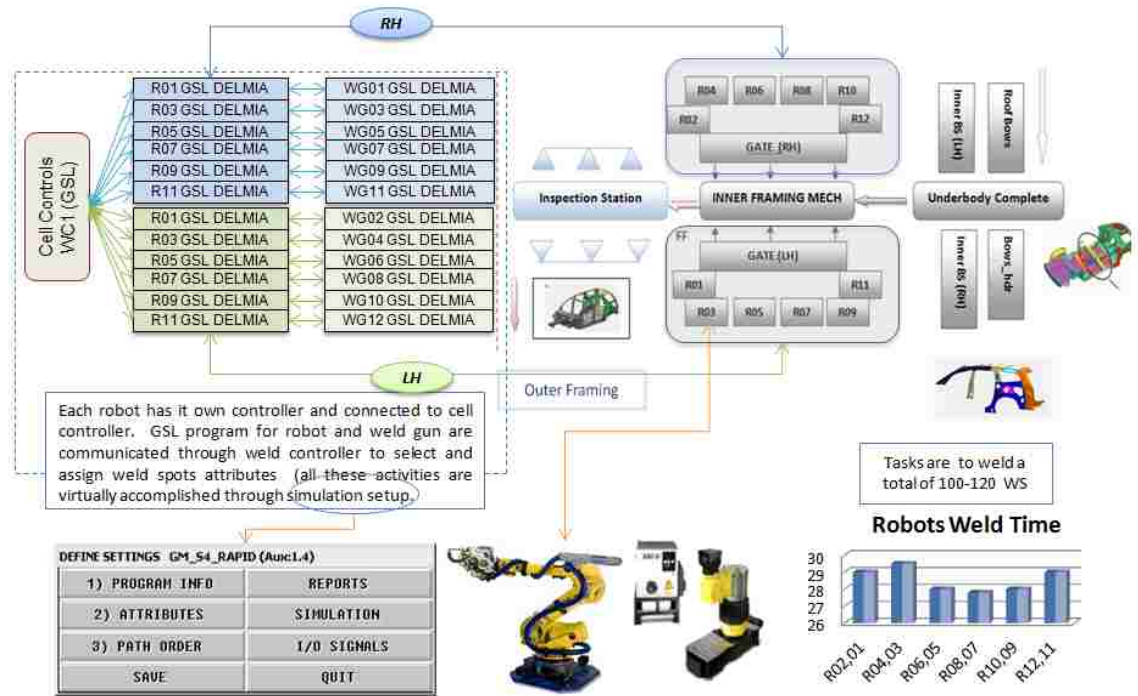 RH
R01 GSL DELMIA
WG01 GSL DELMIA
R03 GSL DELMIA
WG03 GSL DELMIA
R05 GSL DELMIA
WG05 GSL DELMIA
R07 GSL DELMIA
WG07 GSL DELMIA
R09 GSL DELMIA
WG09 GSL DELMIA
R11 GSL DELMIA
WG11 GSL DELMIA
R01 GSL DELMIA
WG02 GSL DELMIA
R03 GSL DELMIA
WG04 GSL DELMIA
R05 GSL DELMIA
WG06 GSL DELMIA
R07 GSL DELMIA
WG08 GSL DELMIA
R09 GSL DELMIA
WG10 GSL DELMIA
R11 GSL DELMIA
WG12 GSL DELMIA
Cell Controls
WC1 (GSL)
LH
R04
R06
R08
R10
R02
R12
GATE (RH)
Inspection Station
INNER FRAMING MECH
Underbody Complete
Inner BS (LH)
Roof Bows
Inner BS (RH)
Bows_hdr
FF
GATE (LH)
R01
R11
R03
R05
R07
R09
Outer Framing
Each robot has it own controller and connected to cell
controller. GSL program for robot and weld gun are
communicated through weld controller to select and
assign weld spots attributes (all these activities are
virtually accomplished through simulation setup.
Tasks are to weld a
total of 100-120 WS
DEFINE SETTINGS GM_S4_RAPID (Aux:1.4)
1) PROGRAM INFO
REPORTS
2) ATTRIBUTES
SIMULATION
3) PATH ORDER
I/O SIGNALS
SAVE
QUIT
Robots Weld Time
30
29
28
27
26
R02,01
R04,03
R06,05
R08,07
R10,09
R12,11